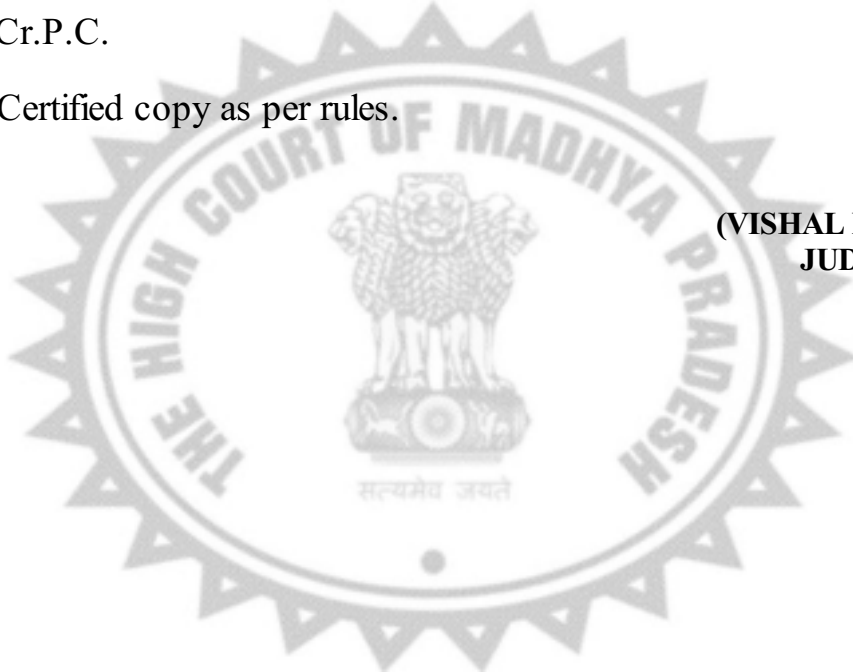 Cr.P.C.
Certified copy as per rules.
(VISHAL
JUD
THE HIGH COURT OF MADHYA PRADESH
सत्यमेव जयते